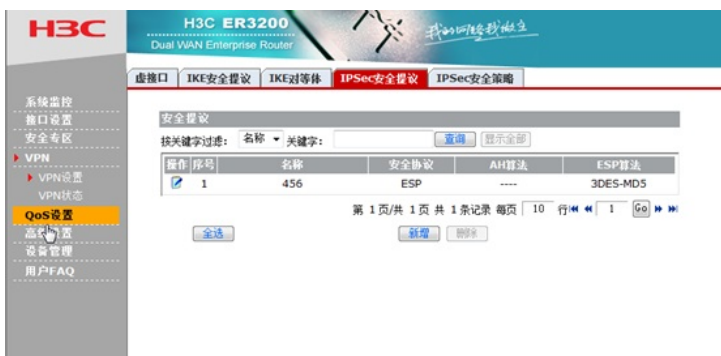 H3C
H3C ER3200
Dual WAN Enterprise Router
虚接口 IKE安全提议 IKE对等体 IPSec安全提议 IPSec安全策略
系统监控
接口设置
安全专区
VPN
VPN设置
VPN状态
QoS设置
高级设置
设备管理
用户FAQ
安全提议
按关键字过滤: 名称 关键字: 查询 显示全部
操作 序号 名称 安全协议 AH算法 ESP算法
1 456 ESP ---- 3DES-MD5
第 1 页/共 1 页 共 1 条记录 每页 10 行 1 Go
全选 新增 删除